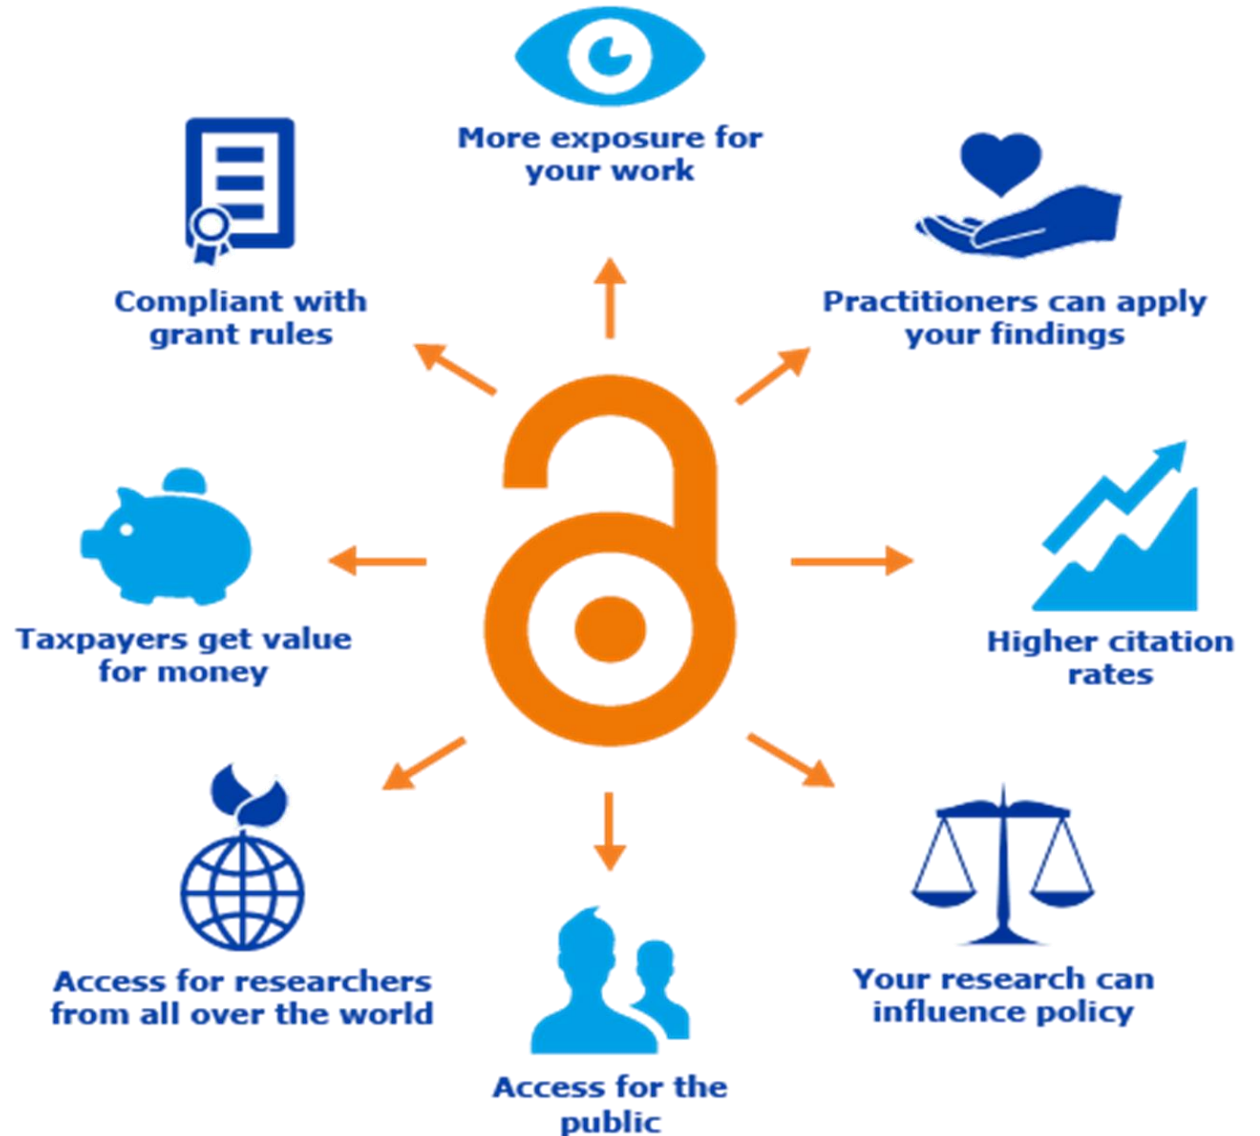 More exposure for
your work
Practitioners can apply
your findings
Higher citation
rates
Your research can
influence policy
Access for the
public
Access for researchers
from all over the world
Taxpayers get value
for money
Compliant with
grant rules